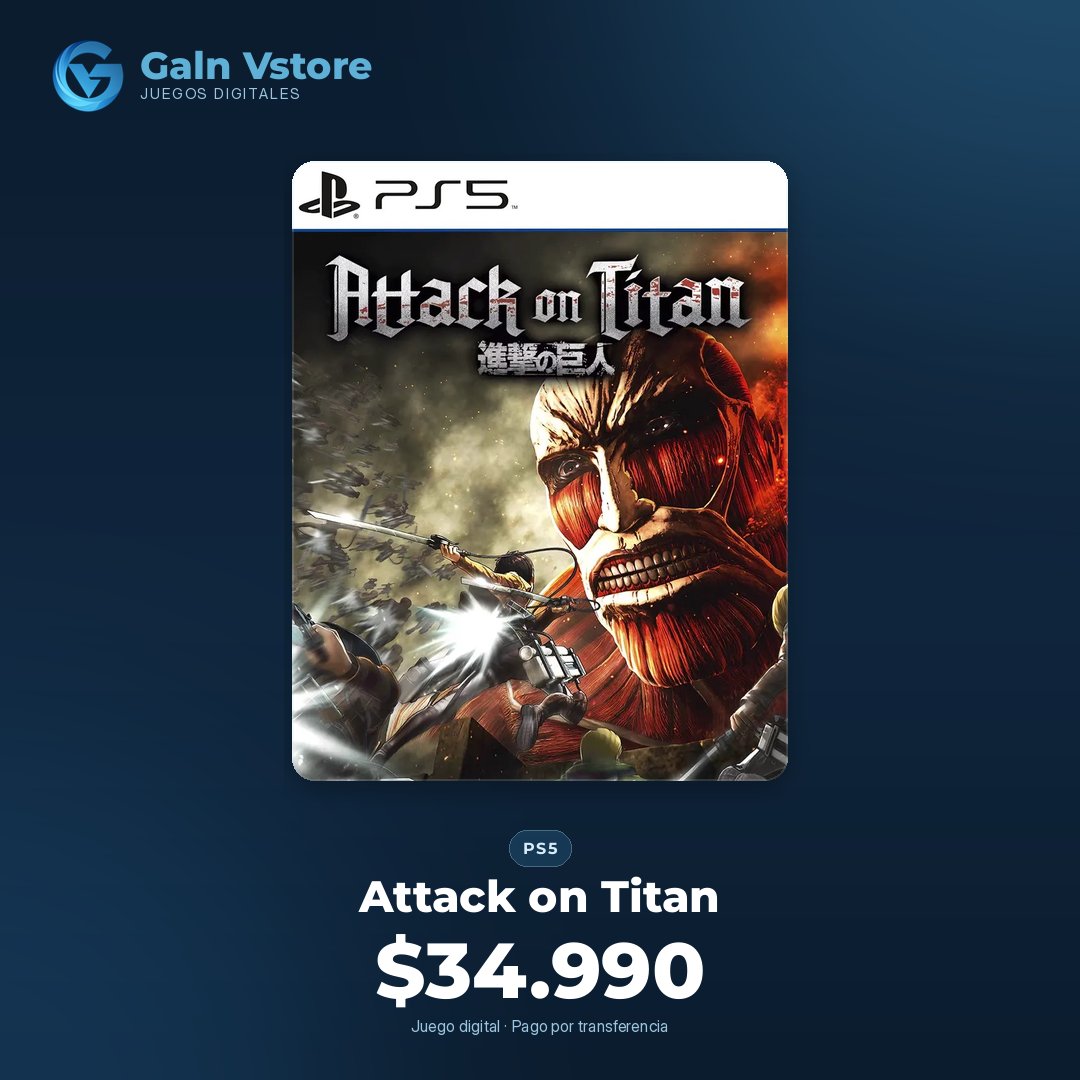 GaIn Vstore
JUEGOS DIGITALES
PS5
Attack on Titan
進撃の巨人
PS5
Attack on Titan
$34.990
Juego digital · Pago por transferencia